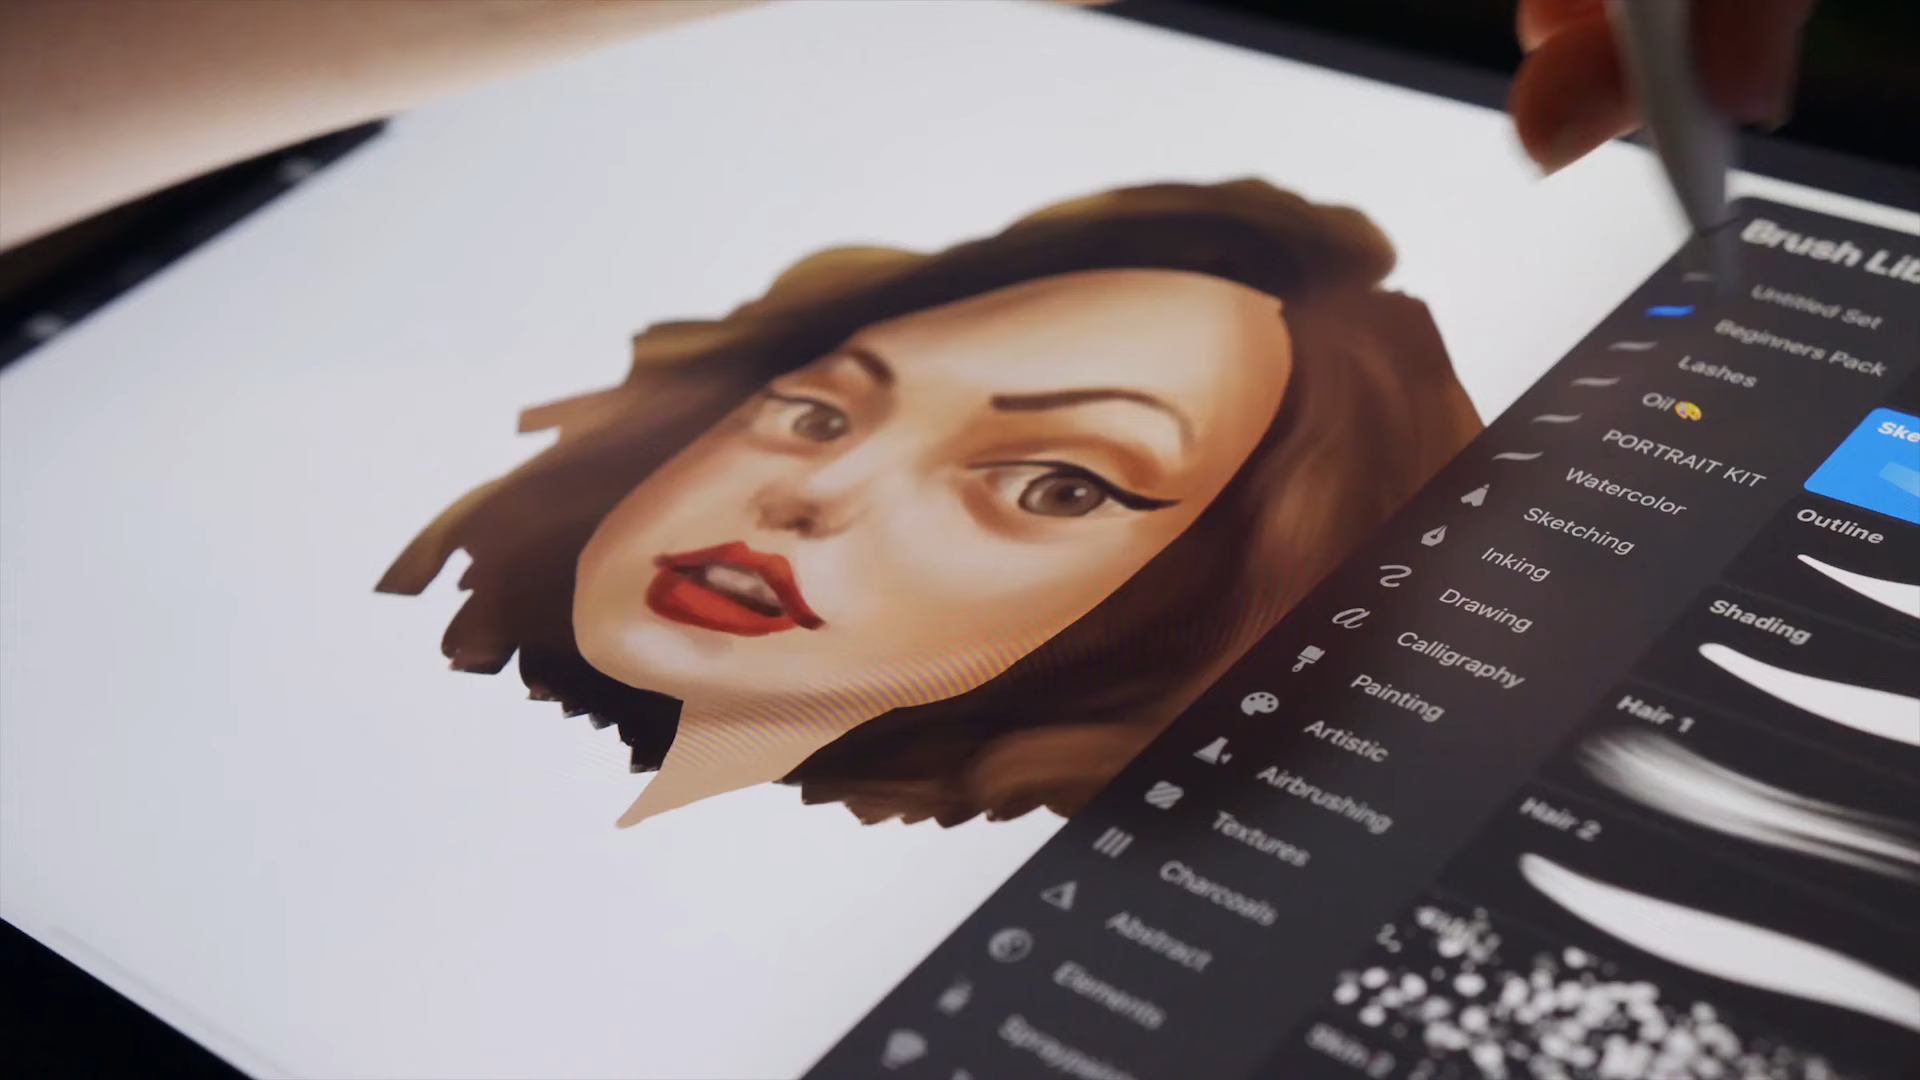 Brush Lib
Untitled Set
Beginners Pack
Lashes
Oil🎨
PORTRAIT KIT
Watercolor
Sketching
Inking
Drawing
Calligraphy
Painting
Artistic
Airbrushing
Textures
Charcoals
Abstract
Elements
Ske
Outline
Shading
Hair 1
Hair 2